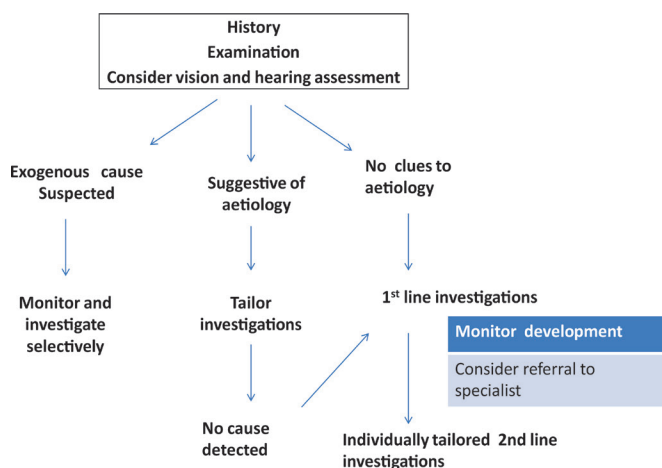 History
Examination
Consider vision and hearing assessment
Exogenous cause
Suspected
Suggestive of
aetiology
No clues to
aetiology
Monitor and
investigate
selectively
Tailor
investigations
1st line investigations
Monitor development
Consider referral to
specialist
No cause
detected
Individually tailored 2nd line
investigations